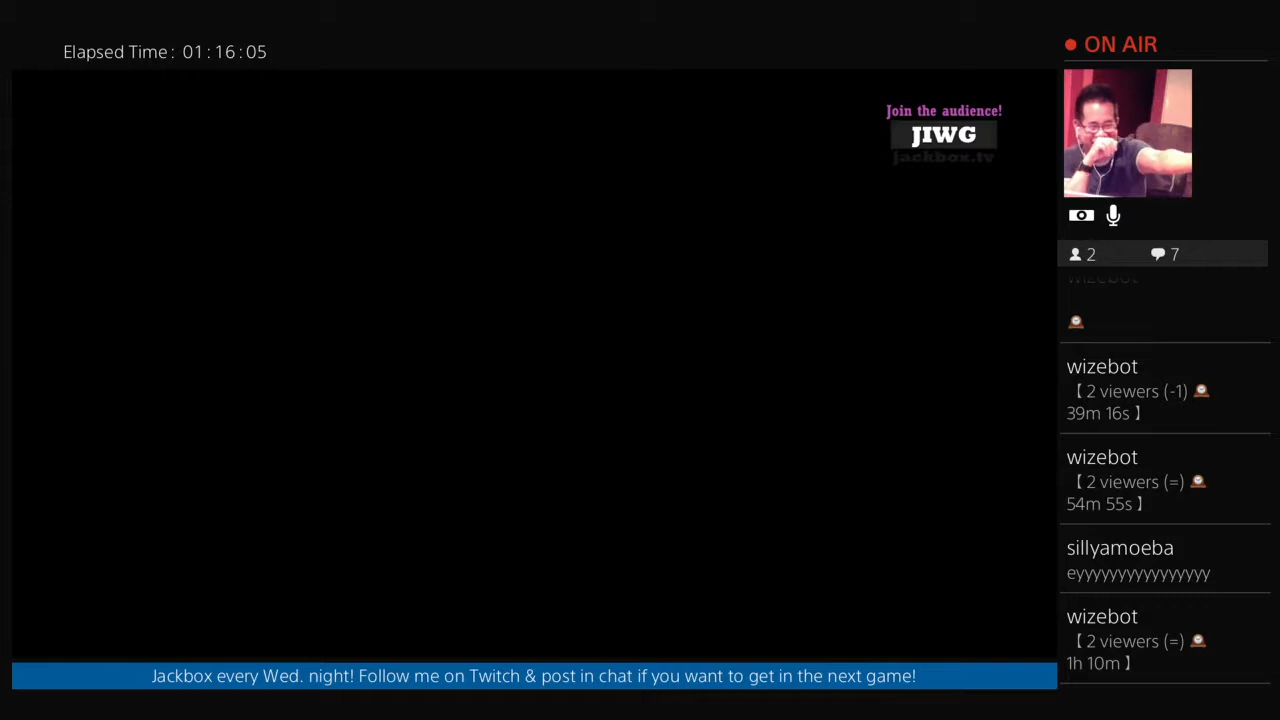 Elapsed Time: 01:16:05
ON AIR
Join the audience!
JIWG
jackbox.tv
2
7
wizebot
wizebot
【2 viewers (-1)
39m 16s】
wizebot
【2 viewers (=)
54m 55s】
sillyamoeba
eyyyyyyyyyyyyyyyy
wizebot
【2 viewers (=)
1h 10m】
Jackbox every Wed. night! Follow me on Twitch & post in chat if you want to get in the next game!